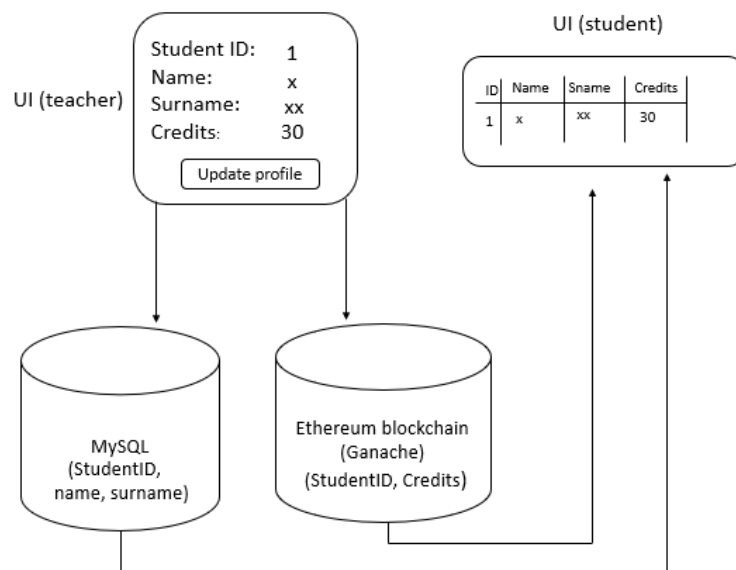 UI (teacher)
Student ID: 1
Name: x
Surname: xx
Credits: 30
Update profile
UI (student)
ID Name Sname Credits
1 x xx 30
MySQL
(StudentID,
name, surname)
Ethereum blockchain
(Ganache)
(StudentID, Credits)